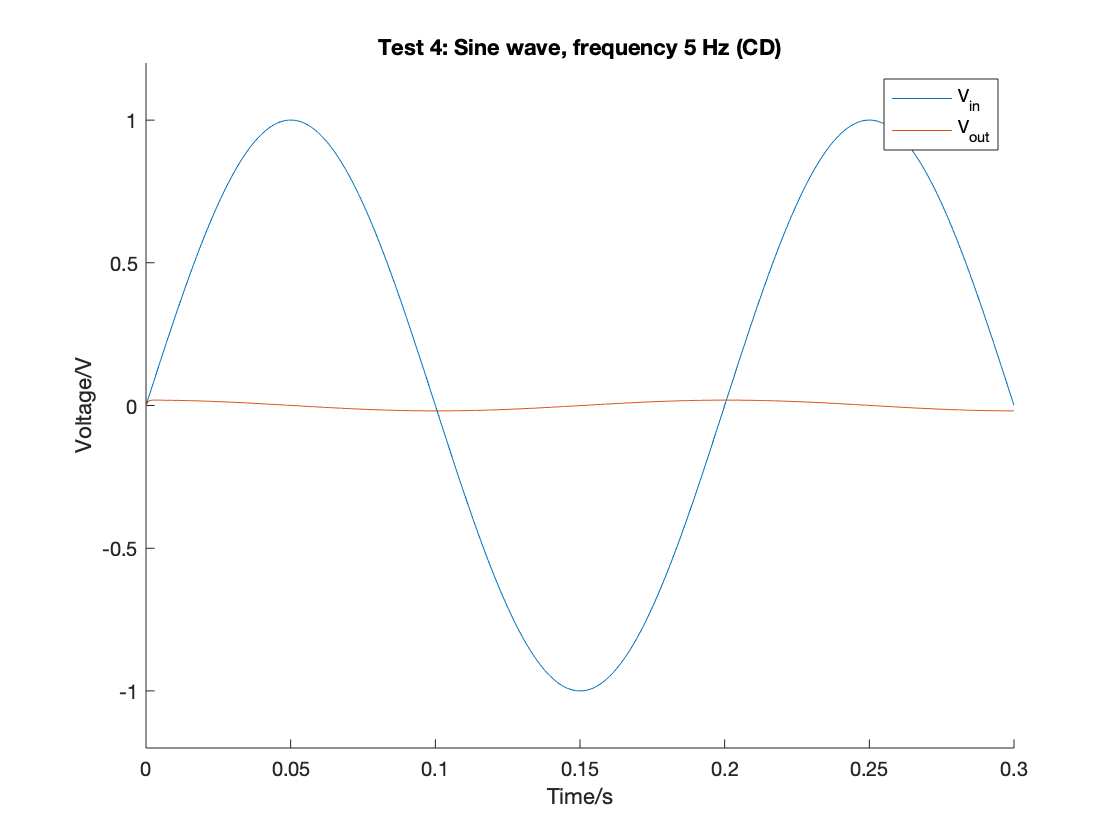 Test 4: Sine wave, frequency 5 Hz (CD)
V_in
V_out
1
0.5
0
-0.5
-1
Voltage/V
0 0.05 0.1 0.15 0.2 0.25 0.3
Time/s